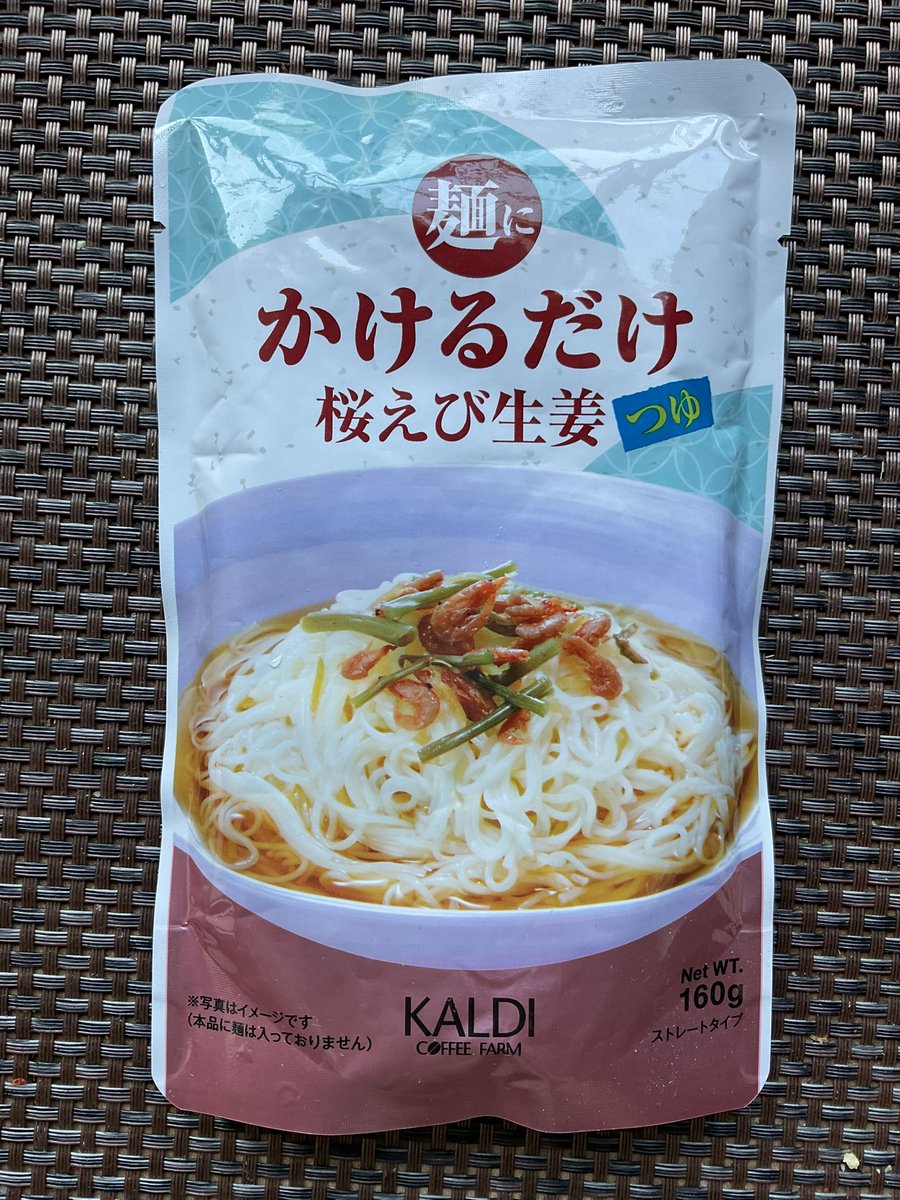 麺に
かけるだけ
桜えび生姜 つゆ
※写真はイメージです
(本品に麺は入っておりません)
KALDI
COFFEE FARM
Net WT.
160g
ストレートタイプ